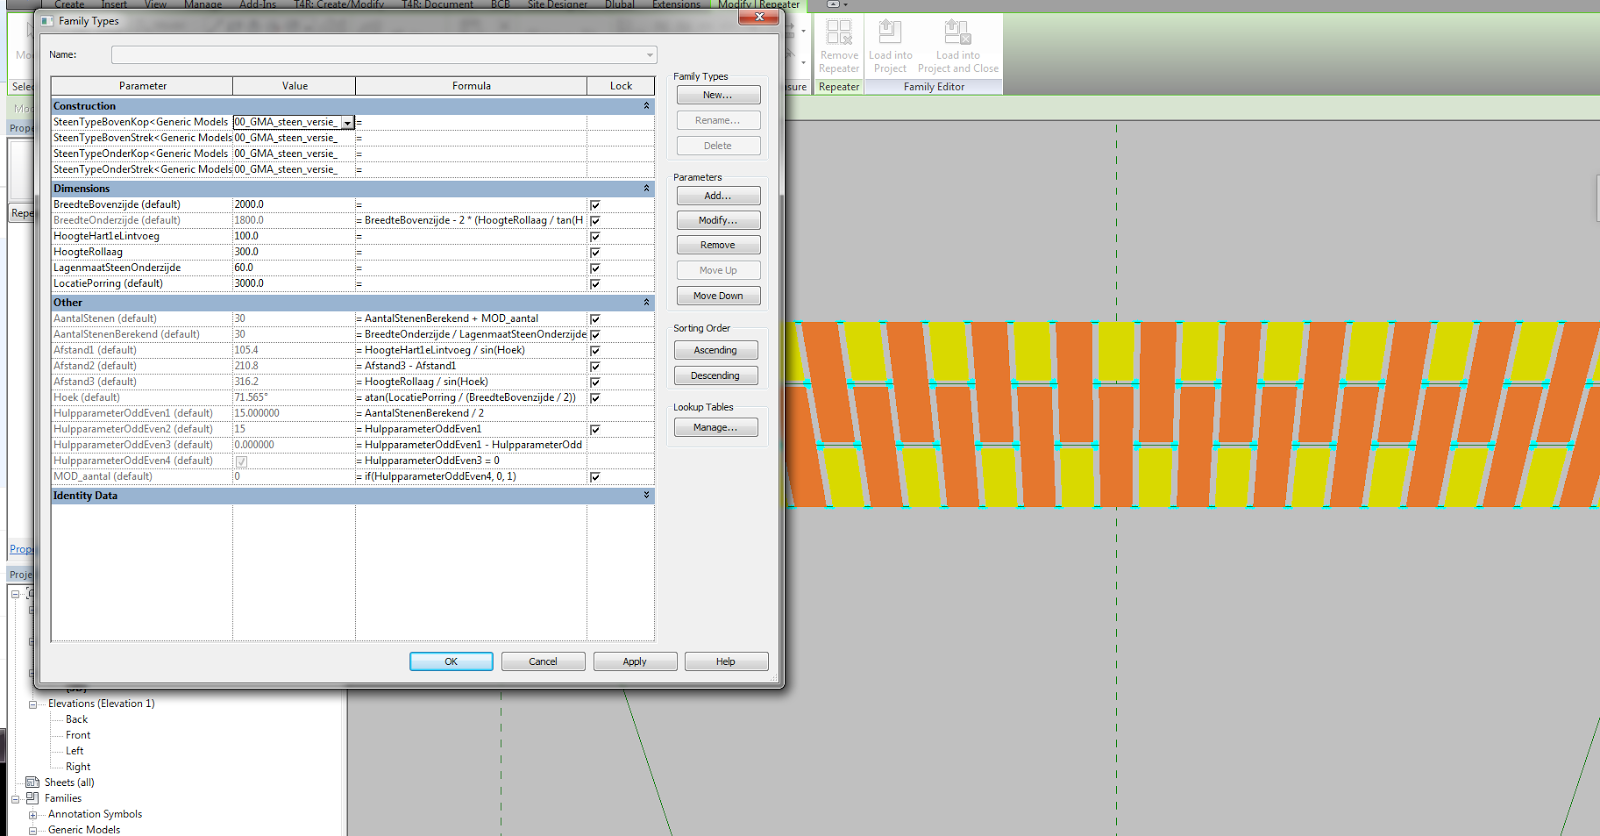 Create Insert View Manage Add-Ins T4R: Create/Modify T4R: Document BCB Site Designer Dlubal Extensions Modify | Repeater
Family Types
Name:
Remove Repeater
Load into Project
Load into Project and Close
Repeater
Family Editor
Parameter Value Formula Lock
Construction
SteenTypeBovenKop<Generic Models 00_GMA_steen_versie_ =
SteenTypeBovenStrek<Generic Models 00_GMA_steen_versie_ =
SteenTypeOnderKop<Generic Models 00_GMA_steen_versie_ =
SteenTypeOnderStrek<Generic Models 00_GMA_steen_versie_ =
Dimensions
BreedteBovenzijde (default) 2000.0 =
BreedteOnderzijde (default) 1800.0 = BreedteBovenzijde - 2 * (HoogteRollaag / tan(H
HoogteHart1eLintvoeg 100.0 =
HoogteRollaag 300.0 =
LagenmaatSteenOnderzijde 60.0 =
LocatiePorring (default) 3000.0 =
Other
AantalStenen (default) 30 = AantalStenenBerekend + MOD_aantal
AantalStenenBerekend (default) 30 = BreedteOnderzijde / LagenmaatSteenOnderzijde
Afstand1 (default) 105.4 = HoogteHart1eLintvoeg / sin(Hoek)
Afstand2 (default) 210.8 = Afstand3 - Afstand1
Afstand3 (default) 316.2 = HoogteRollaag / sin(Hoek)
Hoek (default) 71.565° = atan(LocatiePorring / (BreedteBovenzijde / 2))
HulpparameterOddEven1 (default) 15.000000 = AantalStenenBerekend / 2
HulpparameterOddEven2 (default) 15 = HulpparameterOddEven1
HulpparameterOddEven3 (default) 0.000000 = HulpparameterOddEven1 - HulpparameterOdd
HulpparameterOddEven4 (default) = HulpparameterOddEven3 = 0
MOD_aantal (default) 0 = if(HulpparameterOddEven4, 0, 1)
Identity Data
Family Types
New...
Rename...
Delete
Parameters
Add...
Modify...
Remove
Move Up
Move Down
Sorting Order
Ascending
Descending
Lookup Tables
Manage...
OK Cancel Apply Help
Elevations (Elevation 1)
Back
Front
Left
Right
Sheets (all)
Families
Annotation Symbols
Generic Models